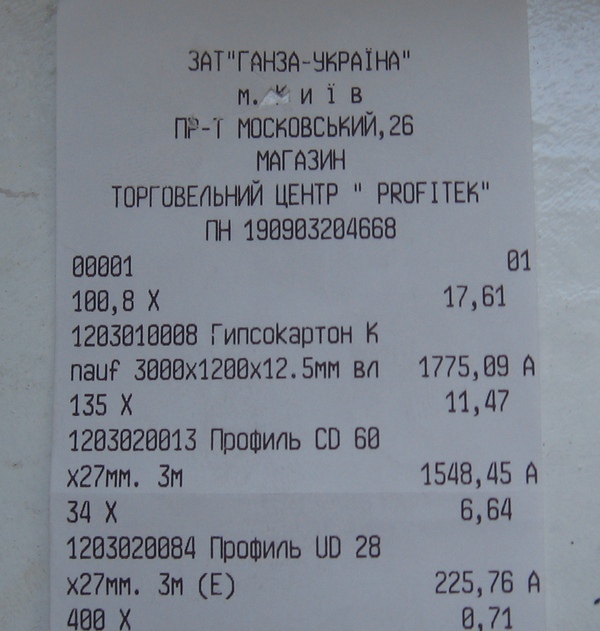 ЗАТ"ГАНЗА-УКРАЇНА"
м. К и ї в
ПР-Т МОСКОВСЬКИЙ,26
МАГАЗИН
ТОРГОВЕЛЬНИЙ ЦЕНТР " PROFITEK"
ПН 190903204668
00001 01
100,8 X 17,61
1203010008 Гипсокартон K
nauf 3000x1200x12.5мм вл 1775,09 А
135 X 11,47
1203020013 Профиль CD 60
x27мм. 3м 1548,45 А
34 X 6,64
1203020084 Профиль UD 28
x27мм. 3м (Е) 225,76 А
400 X 0,71